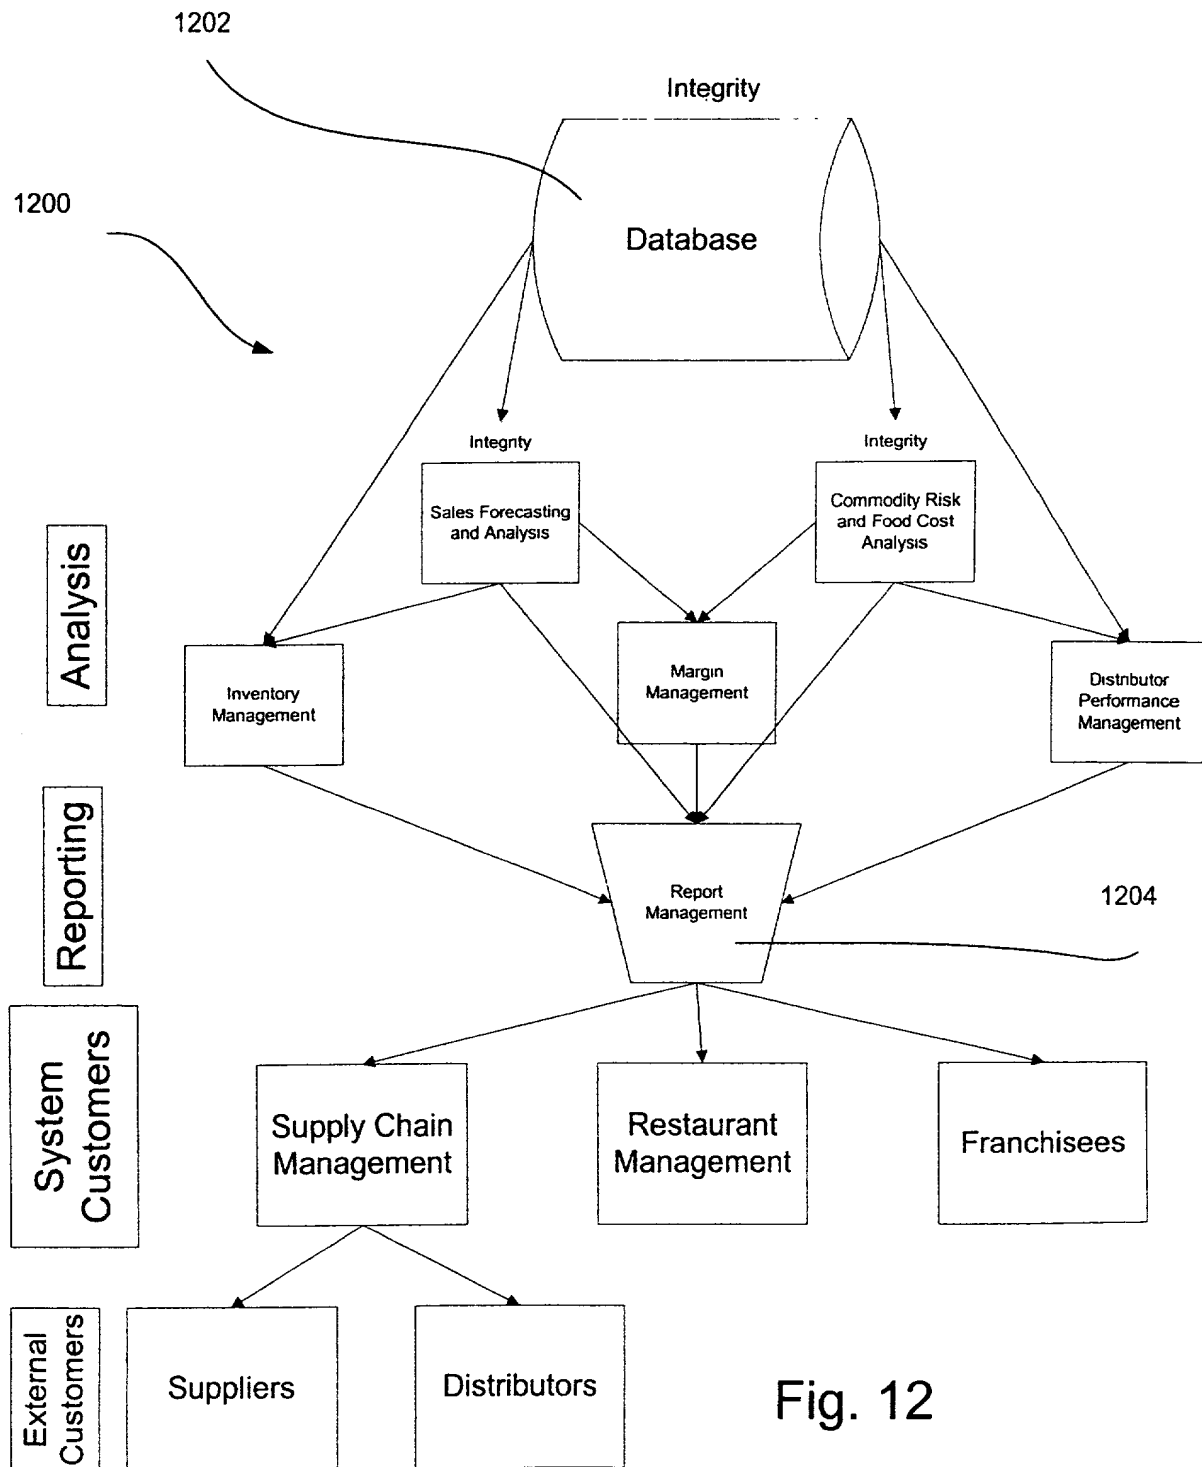 1202
Integrity
1200
Database
Integrity
Integrity
Sales Forecasting
and Analysis
Commodity Risk
and Food Cost
Analysis
Analysis
Inventory
Management
Margin
Management
Distributor
Performance
Management
Reporting
Report
Management
1204
System
Customers
Supply Chain
Management
Restaurant
Management
Franchisees
External
Customers
Suppliers
Distributors
Fig. 12